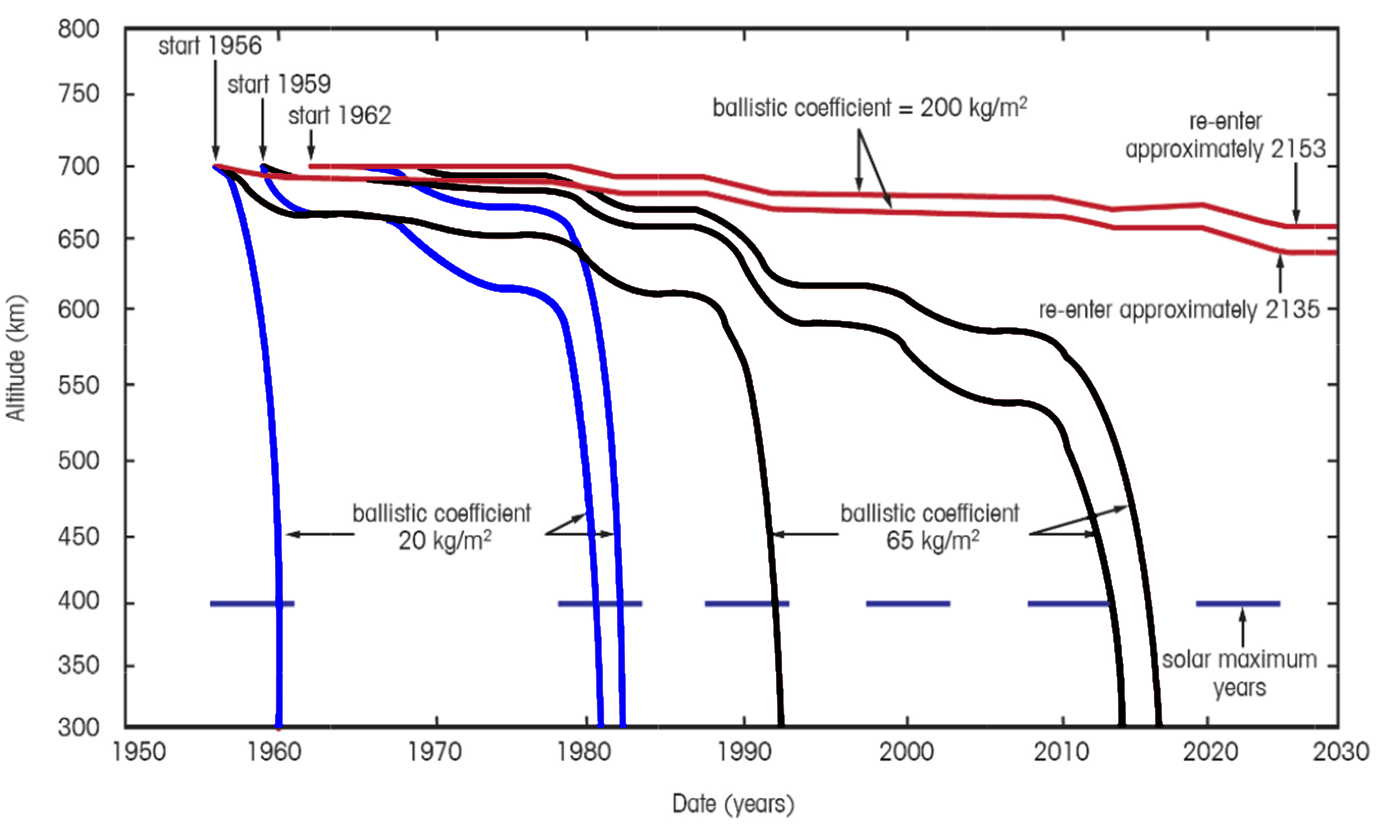 800
start 1956
start 1959
750
start 1962
ballistic coefficient = 200 kg/m²
re-enter
approximately 2153
700
650
re-enter approximately 2135
600
Altitude (km)
550
500
ballistic coefficient
20 kg/m²
ballistic coefficient
65 kg/m²
450
400
solar maximum
years
350
300
1950 1960 1970 1980 1990 2000 2010 2020 2030
Date (years)